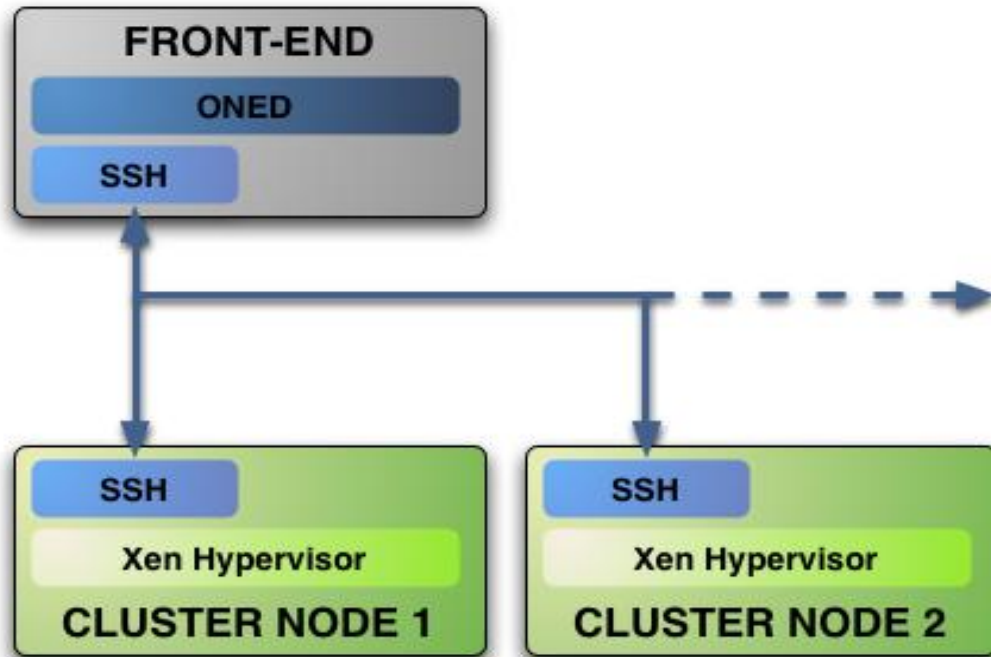 FRONT-END
ONED
SSH
SSH
Xen Hypervisor
CLUSTER NODE 1
SSH
Xen Hypervisor
CLUSTER NODE 2